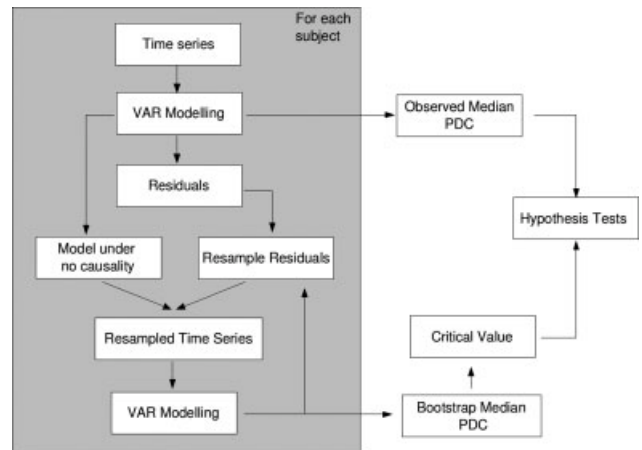 For each
subject
Time series
VAR Modelling
Observed Median
PDC
Residuals
Hypothesis Tests
Model under
no causality
Resample Residuals
Resampled Time Series
Critical Value
VAR Modelling
Bootstrap Median
PDC